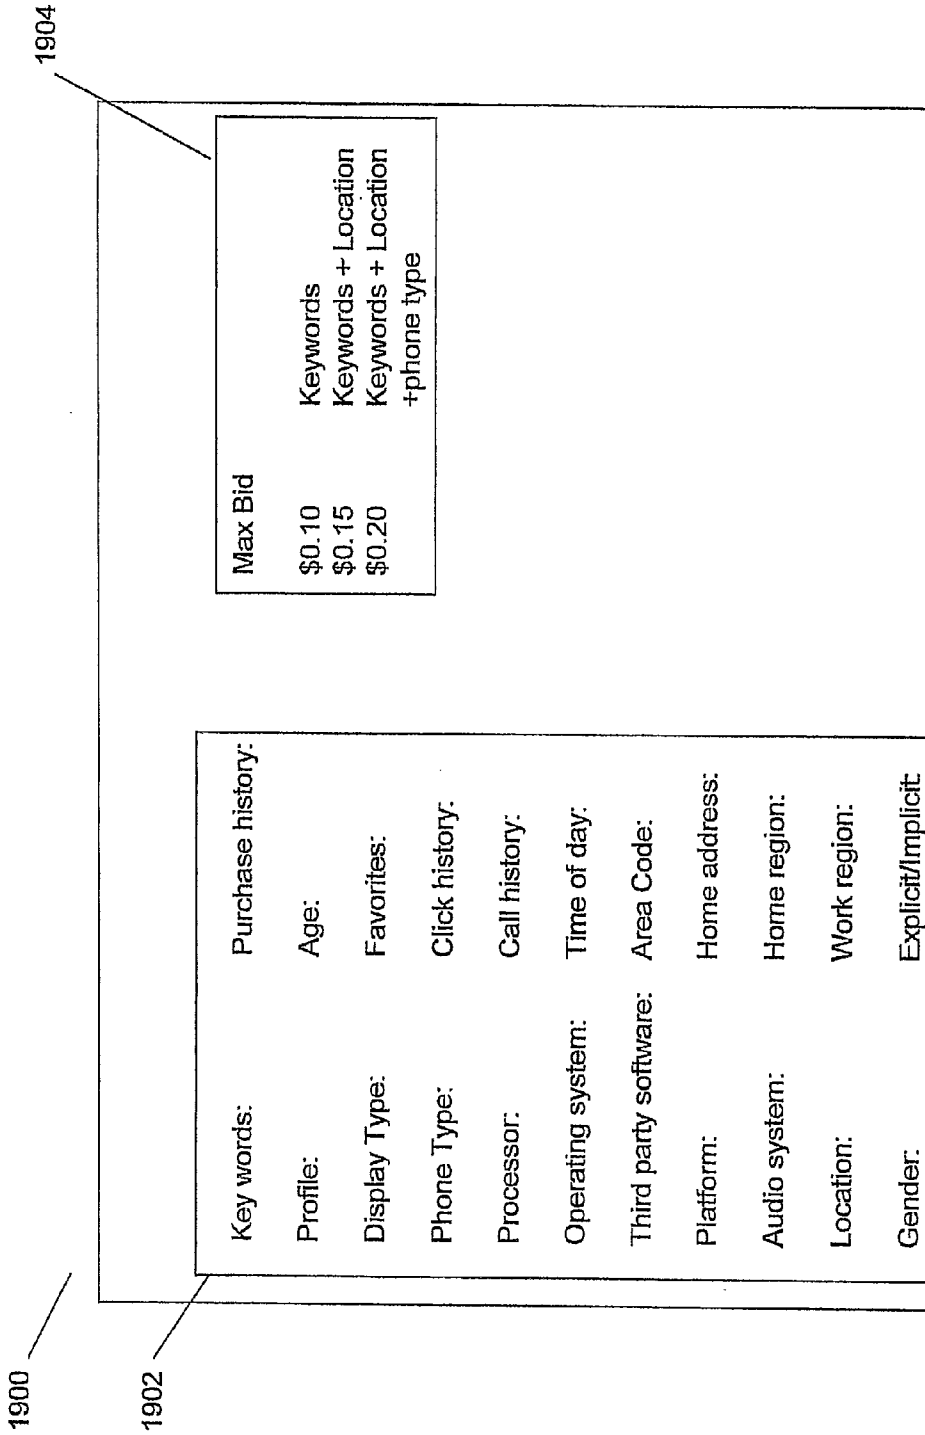 1900
1902
Key words: Purchase history:
Profile: Age:
Display Type: Favorites:
Phone Type: Click history:
Processor: Call history:
Operating system: Time of day:
Third party software: Area Code:
Platform: Home address:
Audio system: Home region:
Location: Work region:
Gender: Explicit/Implicit:
1904
Max Bid
$0.10 Keywords
$0.15 Keywords + Location
$0.20 Keywords + Location
+phone type